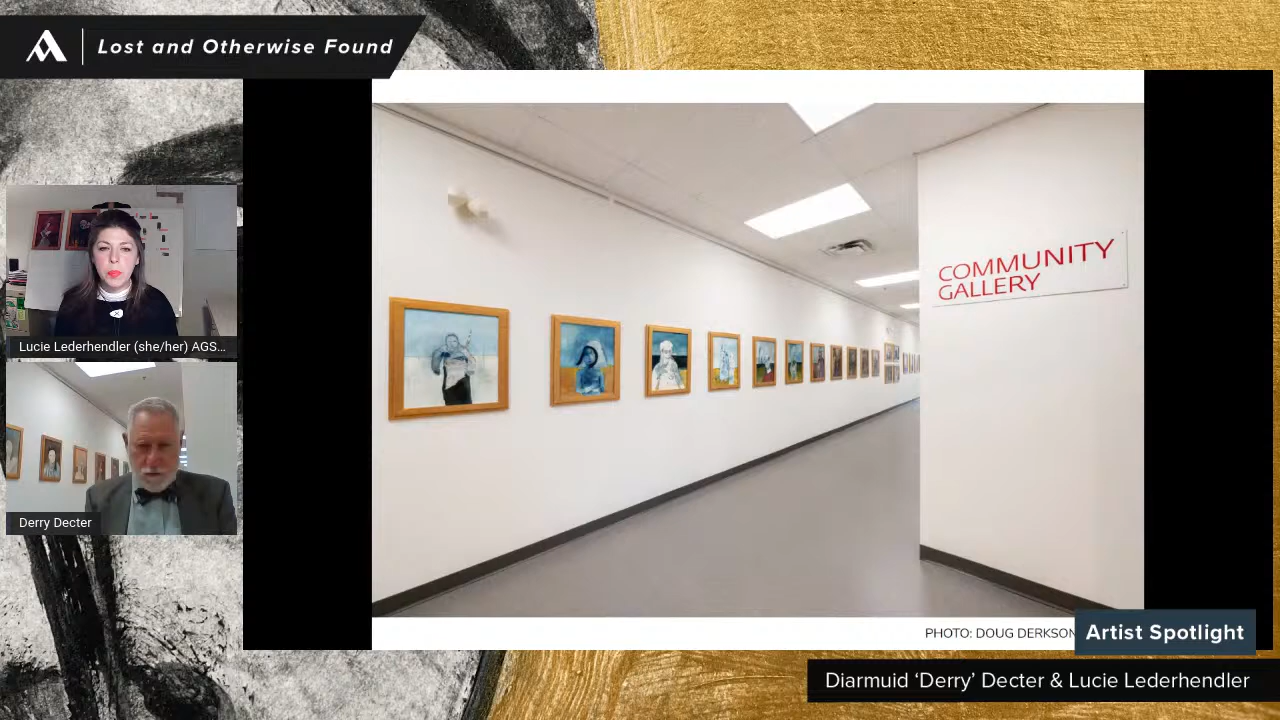 Lost and Otherwise Found
COMMUNITY
GALLERY
Lucie Lederhendler (she/her) AGS...
Derry Decter
PHOTO: DOUG DERKSON
Artist Spotlight
Diarmuid ‘Derry’ Decter & Lucie Lederhendler